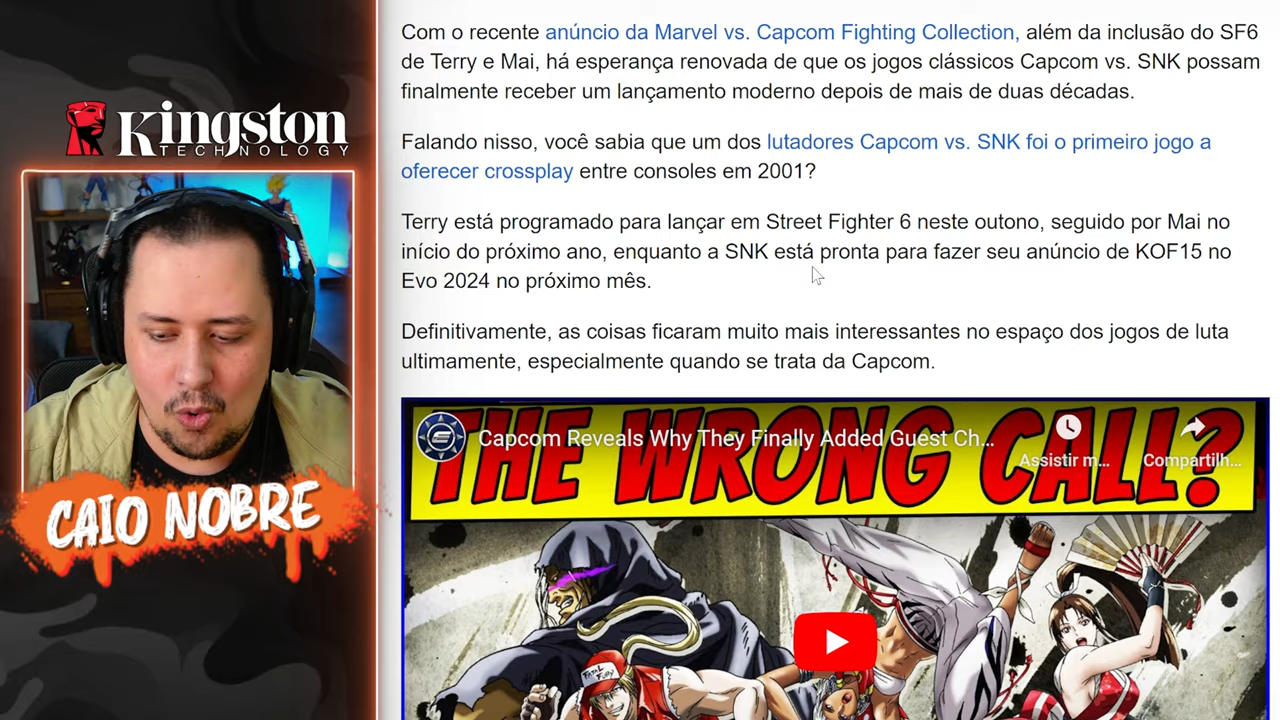 Kingston
TECHNOLOGY
CAIO NOBRE
Com o recente anúncio da Marvel vs. Capcom Fighting Collection, além da inclusão do SF6
de Terry e Mai, há esperança renovada de que os jogos clássicos Capcom vs. SNK possam
finalmente receber um lançamento moderno depois de mais de duas décadas.
Falando nisso, você sabia que um dos lutadores Capcom vs. SNK foi o primeiro jogo a
oferecer crossplay entre consoles em 2001?
Terry está programado para lançar em Street Fighter 6 neste outono, seguido por Mai no
início do próximo ano, enquanto a SNK está pronta para fazer seu anúncio de KOF15 no
Evo 2024 no próximo mês.
Definitivamente, as coisas ficaram muito mais interessantes no espaço dos jogos de luta
ultimamente, especialmente quando se trata da Capcom.
THE WRONG CALL?
Capcom Reveals Why They Finally Added Guest Ch...
Assistir m...
Compartilh...
FATAL FURY